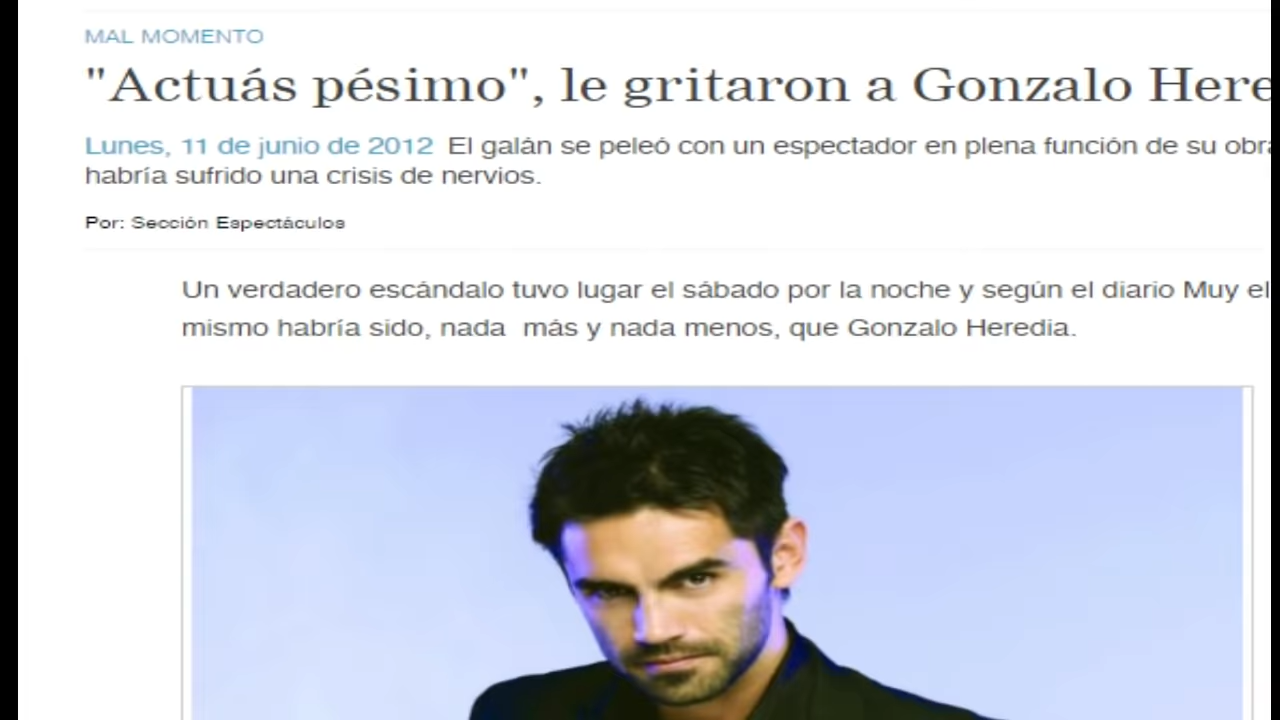 MAL MOMENTO
"Actuás pésimo", le gritaron a Gonzalo Here
Lunes, 11 de junio de 2012 El galán se peleó con un espectador en plena función de su obra
habría sufrido una crisis de nervios.
Por: Sección Espectáculos
Un verdadero escándalo tuvo lugar el sábado por la noche y según el diario Muy el
mismo habría sido, nada más y nada menos, que Gonzalo Heredia.